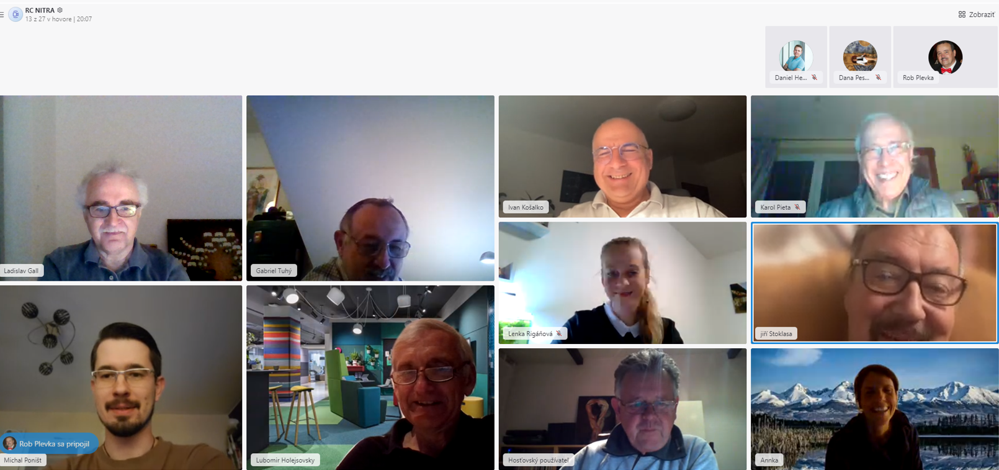 RC NITRA
13 z 27 v hovore | 20:07
Zobraziť
Daniel He...
Dana Pes...
Rob Plevka
Ladislav Gall
Gabriel Tuhý
Ivan Košalko
Karol Pieta
Lenka Rigáňová
jiří Stoklasa
Rob Plevka sa pripojil
Michal Poništ
Lubomir Holejsovsky
Hosťovský používateľ
Annka